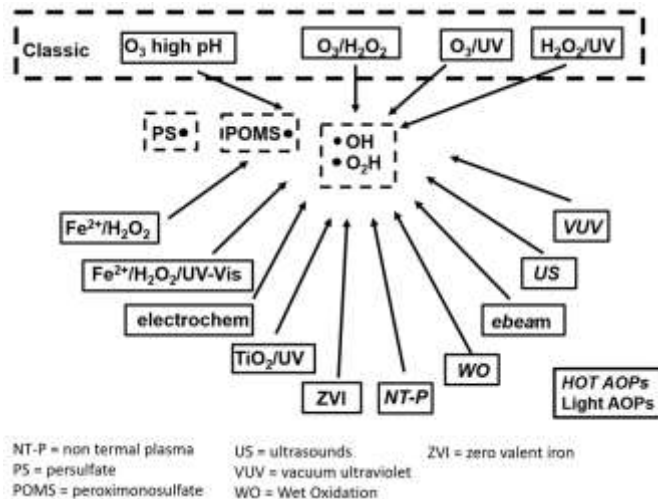 Classic
O₃ high pH
O₃/H₂O₂
O₃/UV
H₂O₂/UV
PS●
POMS●
● OH
● O₂H
Fe²⁺/H₂O₂
VUV
Fe²⁺/H₂O₂/UV-Vis
US
electrochem
ebeam
TiO₂/UV
WO
ZVI
NT-P
HOT AOPs
Light AOPs
NT-P = non termal plasma
US = ultrasounds
ZVI = zero valent iron
PS = persulfate
VUV = vacuum ultraviolet
POMS = peroximonosulfate
WO = Wet Oxidation